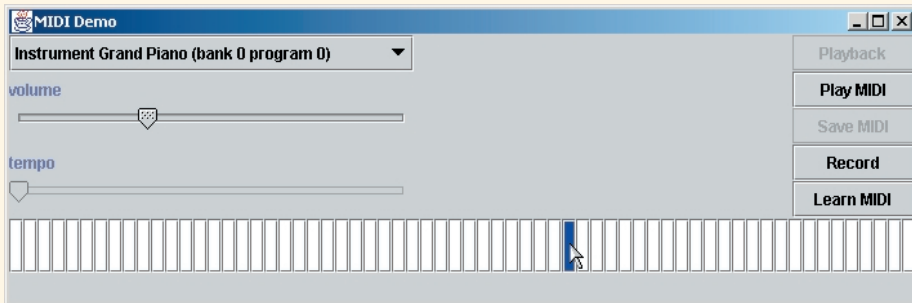 MIDI Demo
Instrument Grand Piano (bank 0 program 0)
Playback
volume
Play MIDI
Save MIDI
tempo
Record
Learn MIDI